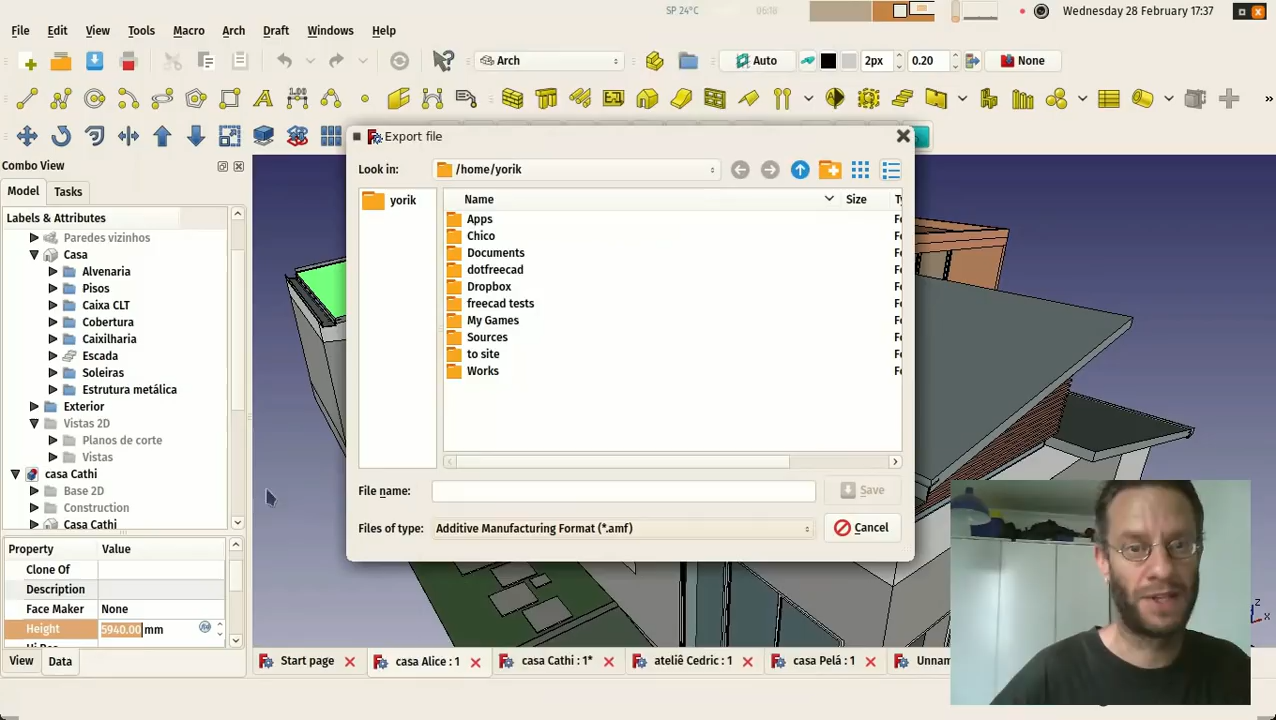 SP 24°C
06:18
Wednesday 28 February 17:37
File Edit View Tools Macro Arch Draft Windows Help
Arch
Auto
2px
0.20
None
Combo View
Model Tasks
Labels & Attributes
Paredes vizinhos
Casa
Alvenaria
Pisos
Caixa CLT
Cobertura
Caixilharia
Escada
Soleiras
Estrutura metálica
Exterior
Vistas 2D
Planos de corte
Vistas
casa Cathi
Base 2D
Construction
Casa Cathi
Property Value
Clone Of
Description
Face Maker None
Height 5940.00 mm
View Data
Export file
Look in: /home/yorik
yorik
Name Size
Apps
Chico
Documents
dotfreecad
Dropbox
freecad tests
My Games
Sources
to site
Works
File name:
Save
Files of type: Additive Manufacturing Format (*.amf)
Cancel
Start page casa Alice : 1 casa Cathi : 1* ateliê Cedric : 1 casa Pelá : 1
z
x